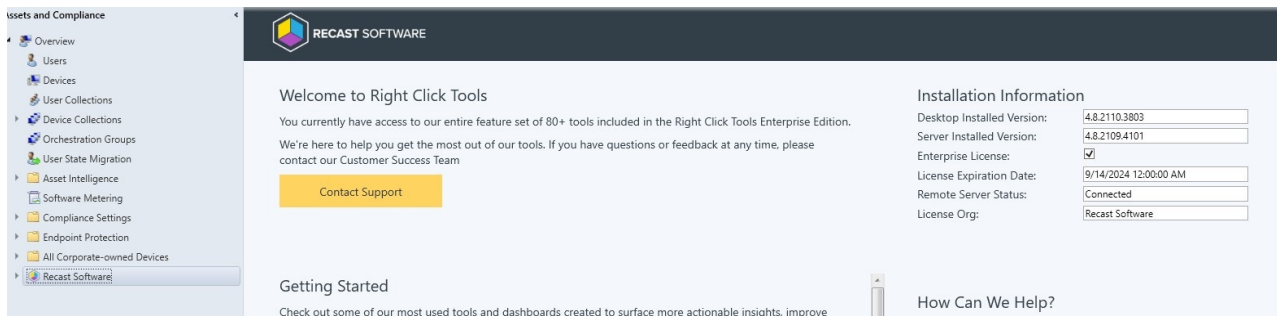 Assets and Compliance
Overview
Users
Devices
User Collections
Device Collections
Orchestration Groups
User State Migration
Asset Intelligence
Software Metering
Compliance Settings
Endpoint Protection
All Corporate-owned Devices
Recast Software
RECAST SOFTWARE
Welcome to Right Click Tools
You currently have access to our entire feature set of 80+ tools included in the Right Click Tools Enterprise Edition.
We're here to help you get the most out of our tools. If you have questions or feedback at any time, please
contact our Customer Success Team
Contact Support
Getting Started
Check out some of our most used tools and dashboards created to surface more actionable insights, improve
Installation Information
Desktop Installed Version: 4.8.2110.3803
Server Installed Version: 4.8.2109.4101
Enterprise License:
License Expiration Date: 9/14/2024 12:00:00 AM
Remote Server Status: Connected
License Org: Recast Software
How Can We Help?